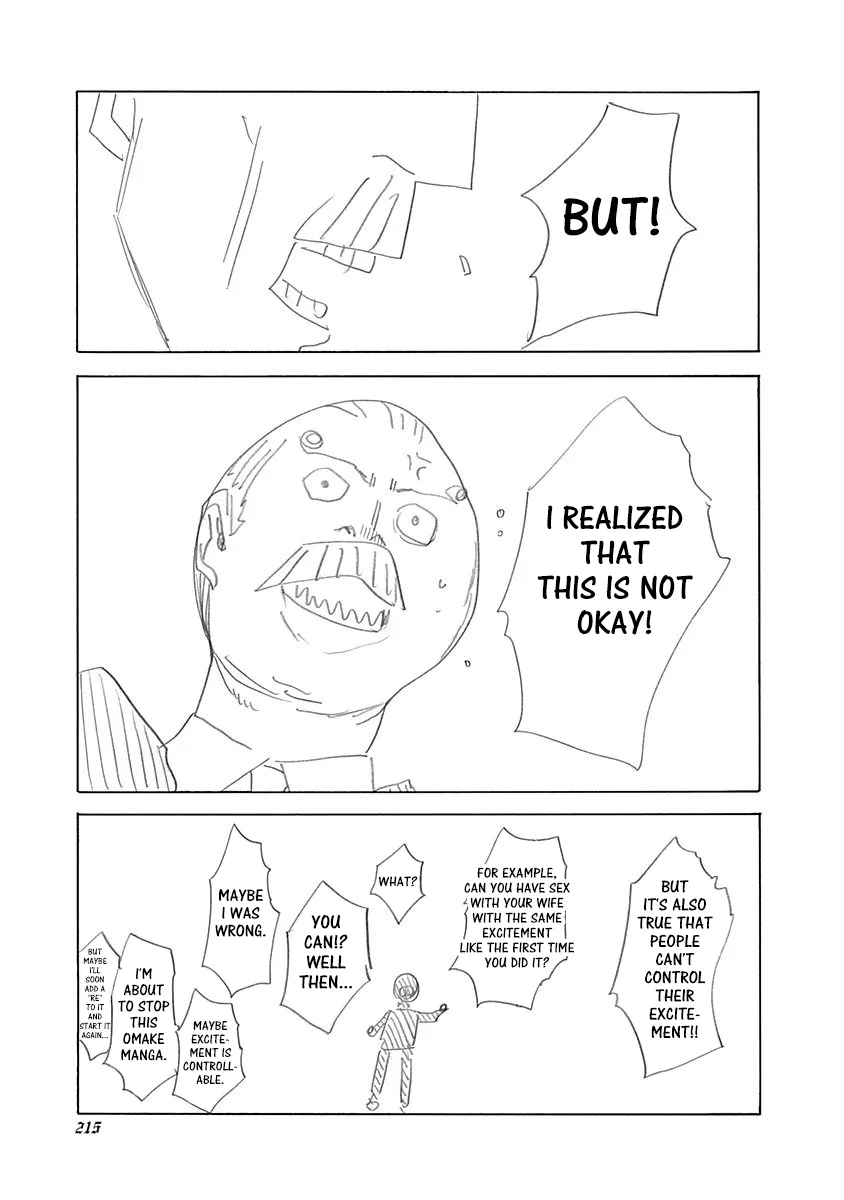 BUT!
I REALIZED
THAT
THIS IS NOT
OKAY!
BUT
IT'S ALSO
TRUE THAT
PEOPLE
CAN'T
CONTROL
THEIR
EXCITE-
MENT!!
FOR EXAMPLE,
CAN YOU HAVE SEX
WITH YOUR WIFE
WITH THE SAME
EXCITEMENT
LIKE THE FIRST TIME
YOU DID IT?
WHAT?
YOU
CAN!?
WELL
THEN...
MAYBE
I WAS
WRONG.
MAYBE
EXCITE-
MENT IS
CONTROLL-
ABLE.
I'M
ABOUT
TO STOP
THIS
OMAKE
MANGA.
BUT
MAYBE
I'LL
SOON
ADD A
"RE"
TO IT
AND
START IT
AGAIN...
215